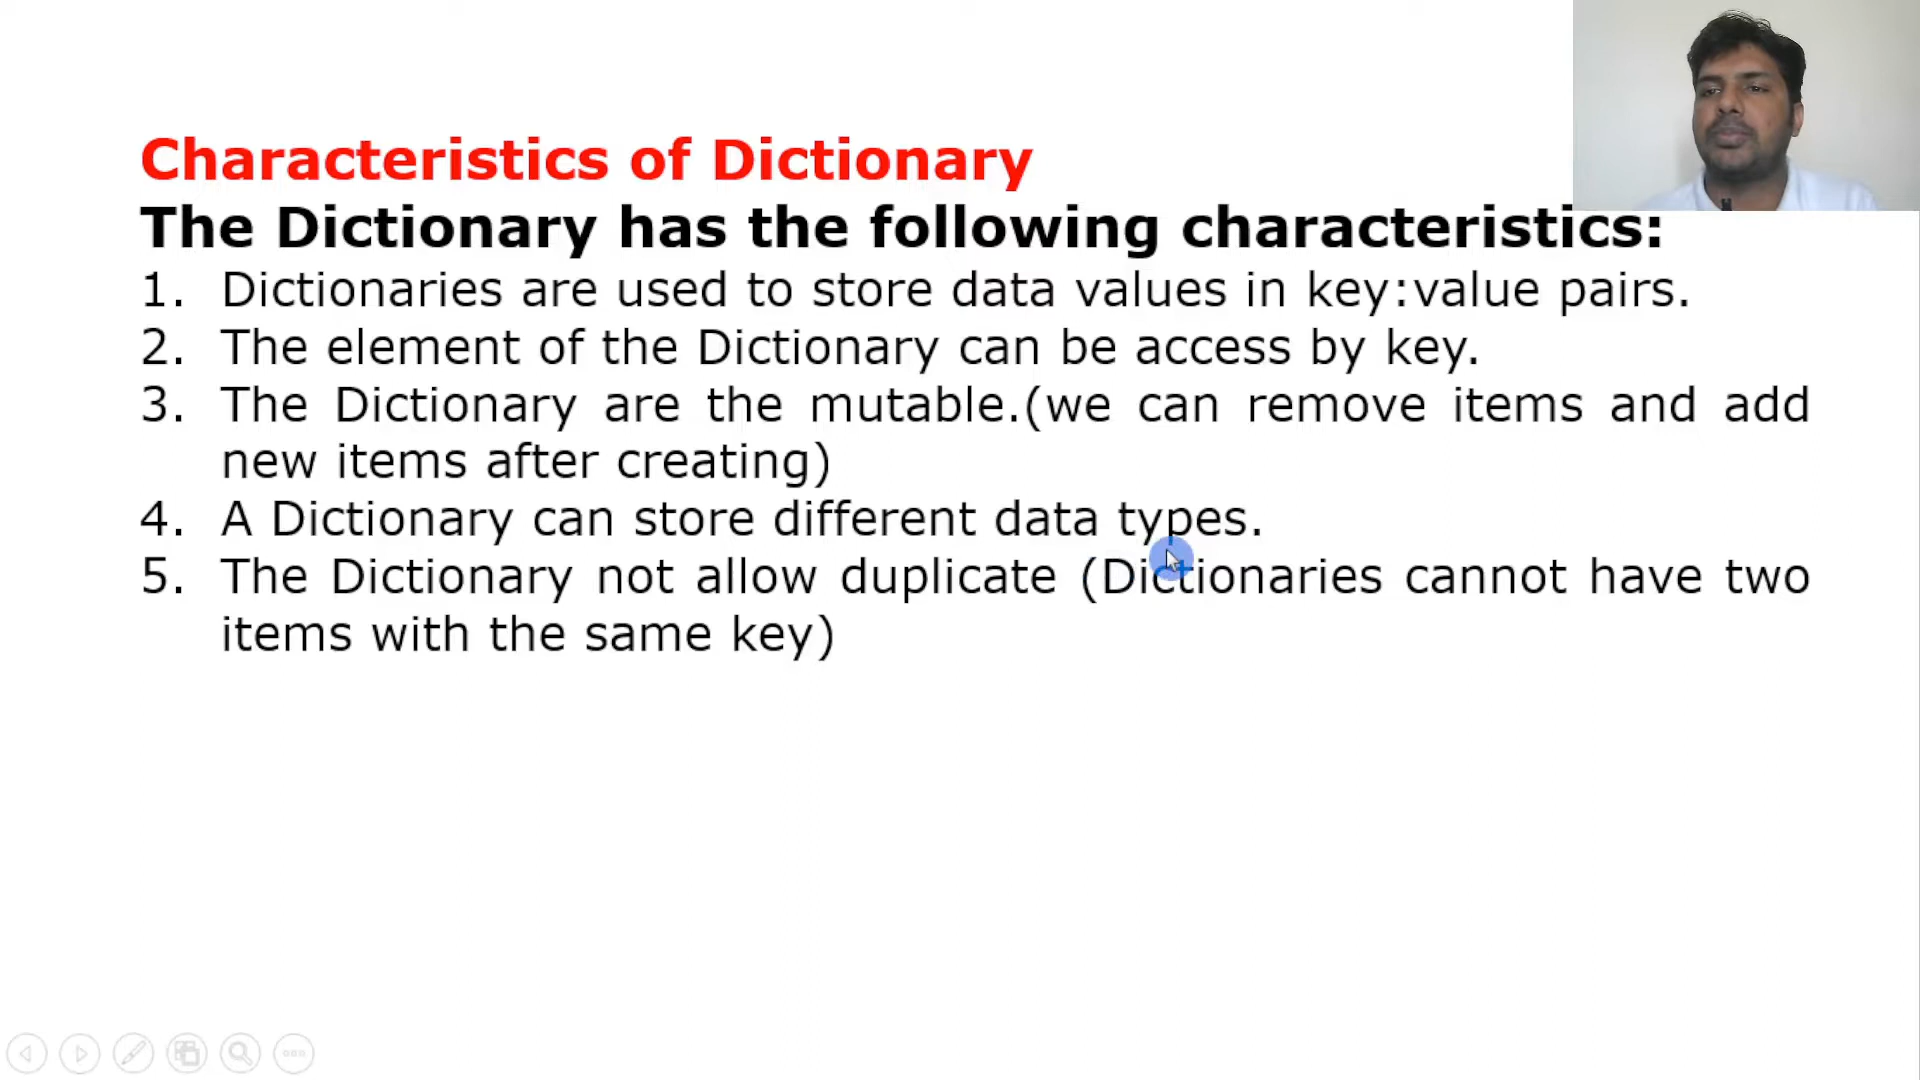 Characteristics of Dictionary
The Dictionary has the following characteristics:
1. Dictionaries are used to store data values in key:value pairs.
2. The element of the Dictionary can be access by key.
3. The Dictionary are the mutable.(we can remove items and add
new items after creating)
4. A Dictionary can store different data types.
5. The Dictionary not allow duplicate (Dictionaries cannot have two
items with the same key)